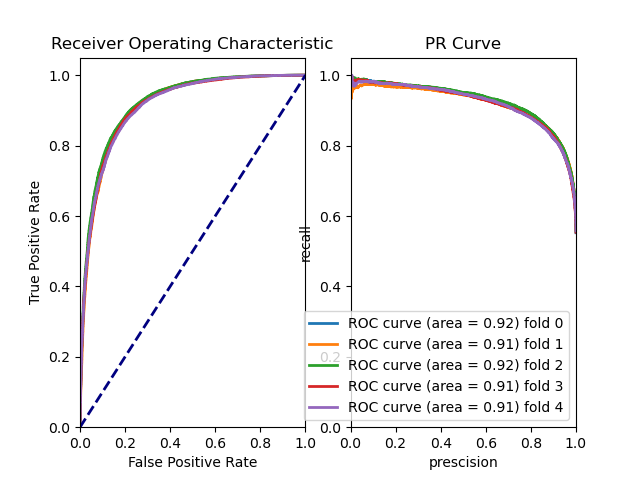 Receiver Operating Characteristic
1.0
0.8
0.6
0.4
0.2
0.0
True Positive Rate
0.0 0.2 0.4 0.6 0.8 1.0
False Positive Rate
PR Curve
1.0
0.8
0.6
0.4
0.2
0.0
recall
ROC curve (area = 0.92) fold 0
ROC curve (area = 0.91) fold 1
ROC curve (area = 0.92) fold 2
ROC curve (area = 0.91) fold 3
ROC curve (area = 0.91) fold 4
0.0 0.2 0.4 0.6 0.8 1.0
prescision